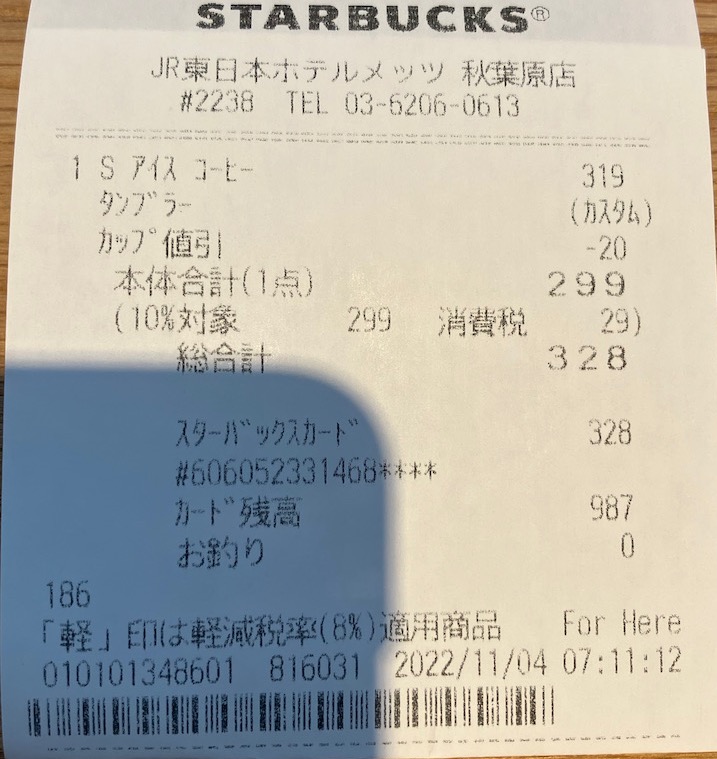 STARBUCKS®
JR東日本ホテルメッツ 秋葉原店
#2238 TEL 03-6206-0613
1 S ｱｲｽ ｺｰﾋｰ 319
ﾀﾝﾌﾞﾗｰ (ｶｽﾀﾑ)
ｶｯﾌﾟ値引 -20
本体合計(1点) 299
(10%対象 299 消費税 29)
総合計 328
ｽﾀｰﾊﾞｯｸｽｶｰﾄﾞ 328
#606052331468****
ｶｰﾄﾞ残高 987
お釣り 0
186
「軽」印は軽減税率(8%)適用商品 For Here
010101348601 816031 2022/11/04 07:11:12